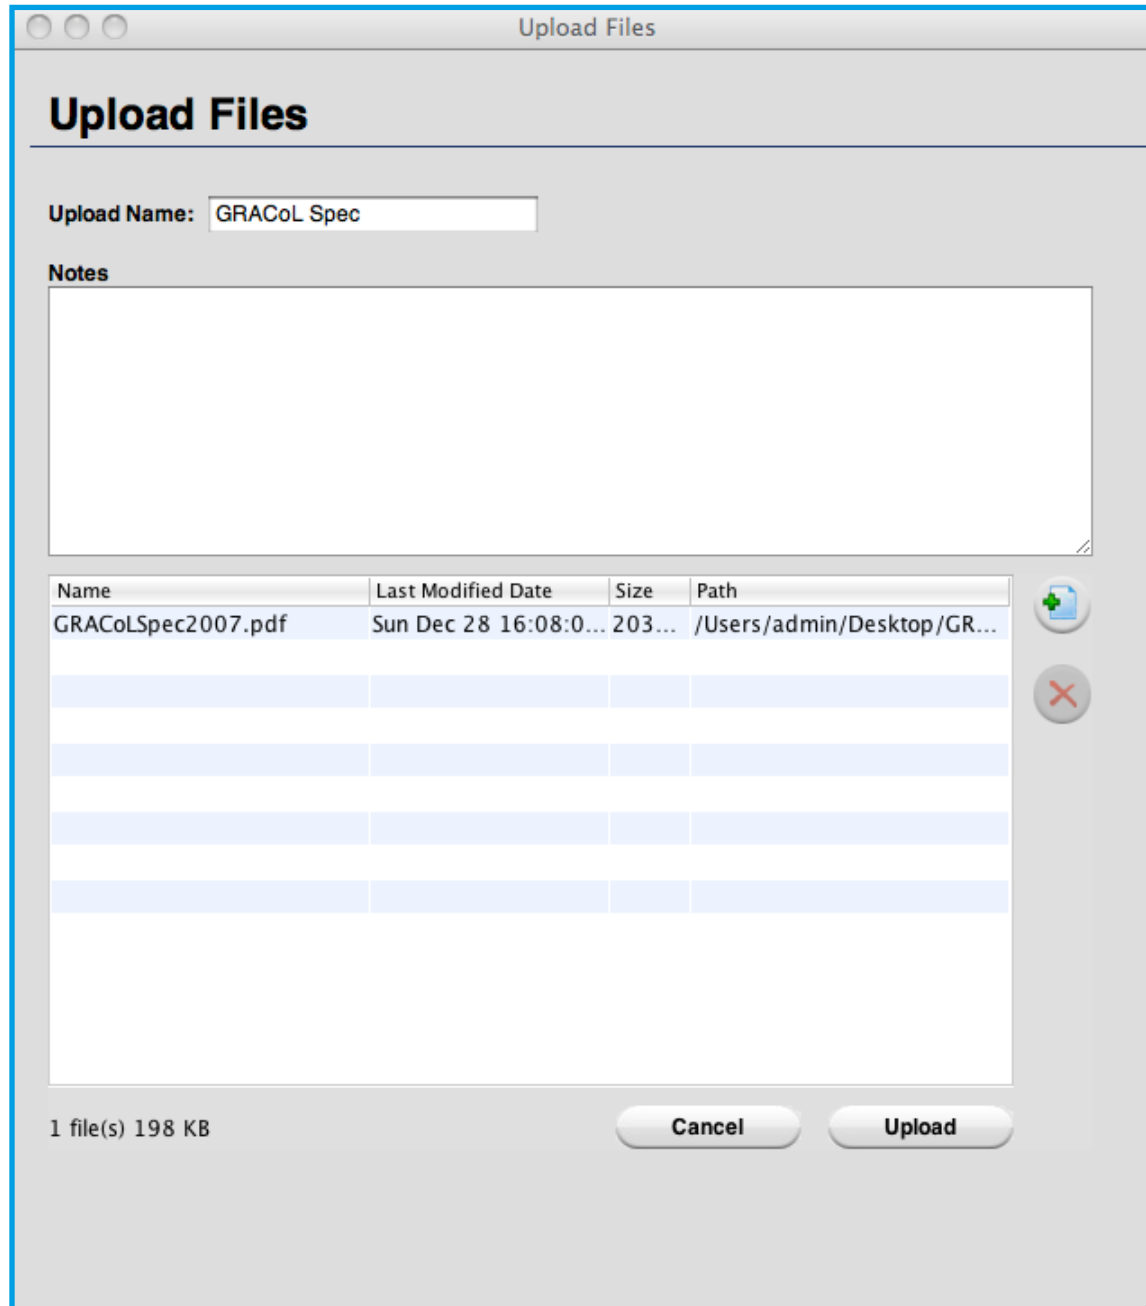 Upload Files
Upload Files
Upload Name: GRACoL Spec
Notes
Name Last Modified Date Size Path
GRACoLSpec2007.pdf Sun Dec 28 16:08:0... 203... /Users/admin/Desktop/GR...
1 file(s) 198 KB Cancel Upload